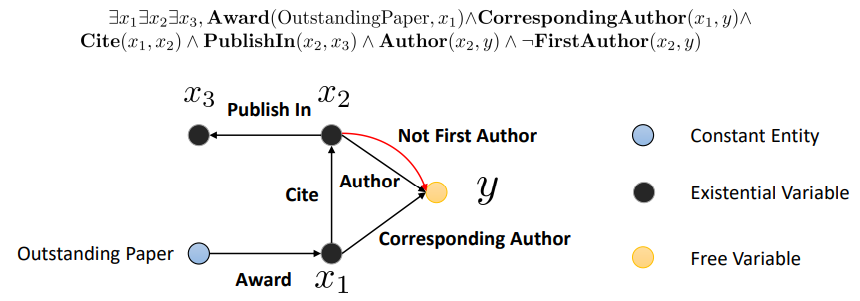 ∃x₁∃x₂∃x₃, Award(OutstandingPaper, x₁)∧CorrespondingAuthor(x₁, y)∧
Cite(x₁, x₂) ∧ PublishIn(x₂, x₃) ∧ Author(x₂, y) ∧ ¬FirstAuthor(x₂, y)
x₃
x₂
Publish In
Not First Author
Constant Entity
Author
Cite
y
Existential Variable
Corresponding Author
Outstanding Paper
Free Variable
Award
x₁